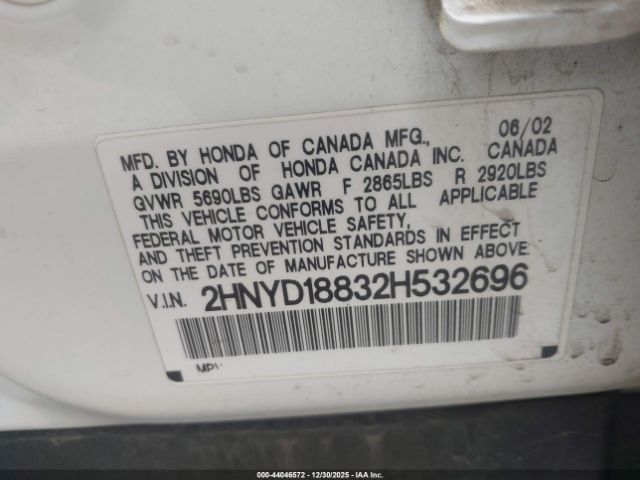 MFD. BY HONDA OF CANADA MFG., 06/02
A DIVISION OF HONDA CANADA INC. CANADA
GVWR 5690LBS GAWR F 2865LBS R 2920LBS
THIS VEHICLE CONFORMS TO ALL APPLICABLE
FEDERAL MOTOR VEHICLE SAFETY,
AND THEFT PREVENTION STANDARDS IN EFFECT
ON THE DATE OF MANUFACTURE SHOWN ABOVE.
V.I.N. 2HNYD18832H532696
MPV
000-44046572 - 12/30/2025 - IAA Inc.